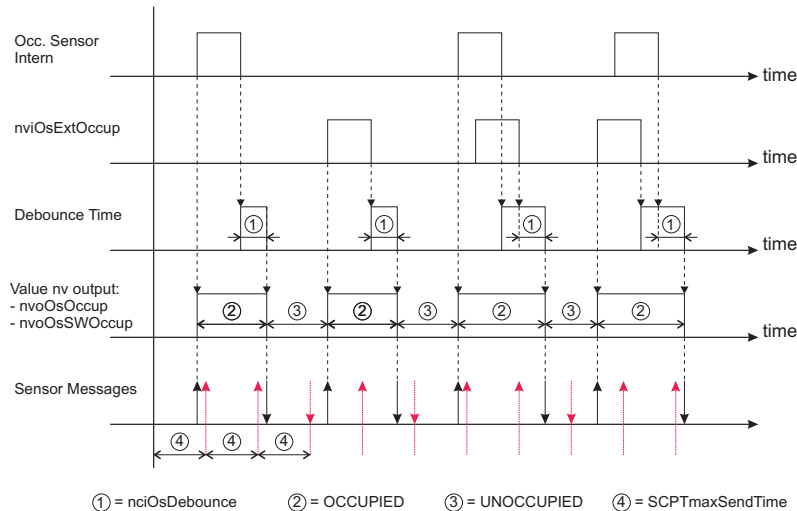 Occ. Sensor
Intern
time
nviOsExtOccup
time
Debounce Time
1 1 1 1
time
Value nv output:
- nvoOsOccup
- nvoOsSWOccup
2 3 2 3 2 3 2
time
Sensor Messages
4 4 4
1 = nciOsDebounce 2 = OCCUPIED 3 = UNOCCUPIED 4 = SCPTmaxSendTime